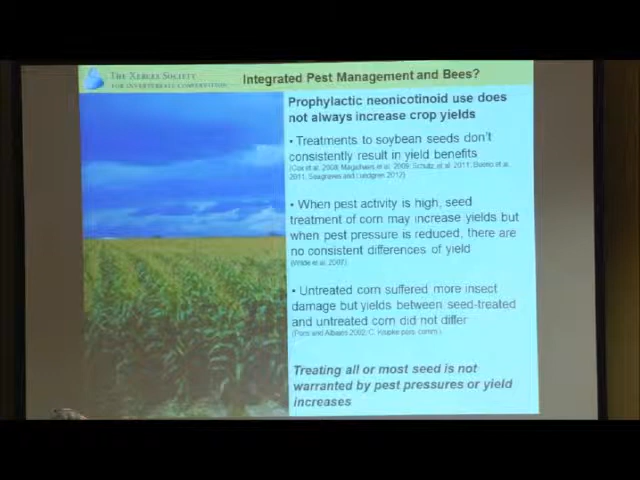 THE XERCES SOCIETY
FOR INVERTEBRATE CONSERVATION
Integrated Pest Management and Bees?
Prophylactic neonicotinoid use does
not always increase crop yields
• Treatments to soybean seeds don't
consistently result in yield benefits
(Cox et al. 2008, Magalhaes et al. 2009, Schulz et al. 2011, Bueno et al.
2011, Seagraves and Lundgren 2012)
• When pest activity is high, seed
treatment of corn may increase yields but
when pest pressure is reduced, there are
no consistent differences of yield
(Wilde et al. 2007)
• Untreated corn suffered more insect
damage but yields between seed-treated
and untreated corn did not differ
2002; C. Krupke pers. comm.)
Treating all or most seed is not
warranted by pest pressures or yield
increases